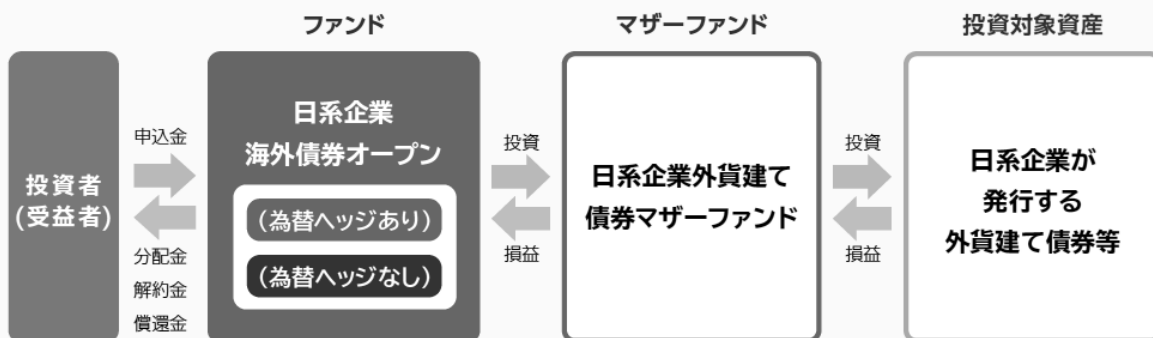 ファンド
マザーファンド
投資対象資産
投資者
(受益者)
申込金
分配金
解約金
償還金
日系企業
海外債券オープン
(為替ヘッジあり)
(為替ヘッジなし)
投資
損益
日系企業外貨建て
債券マザーファンド
投資
損益
日系企業が
発行する
外貨建て債券等